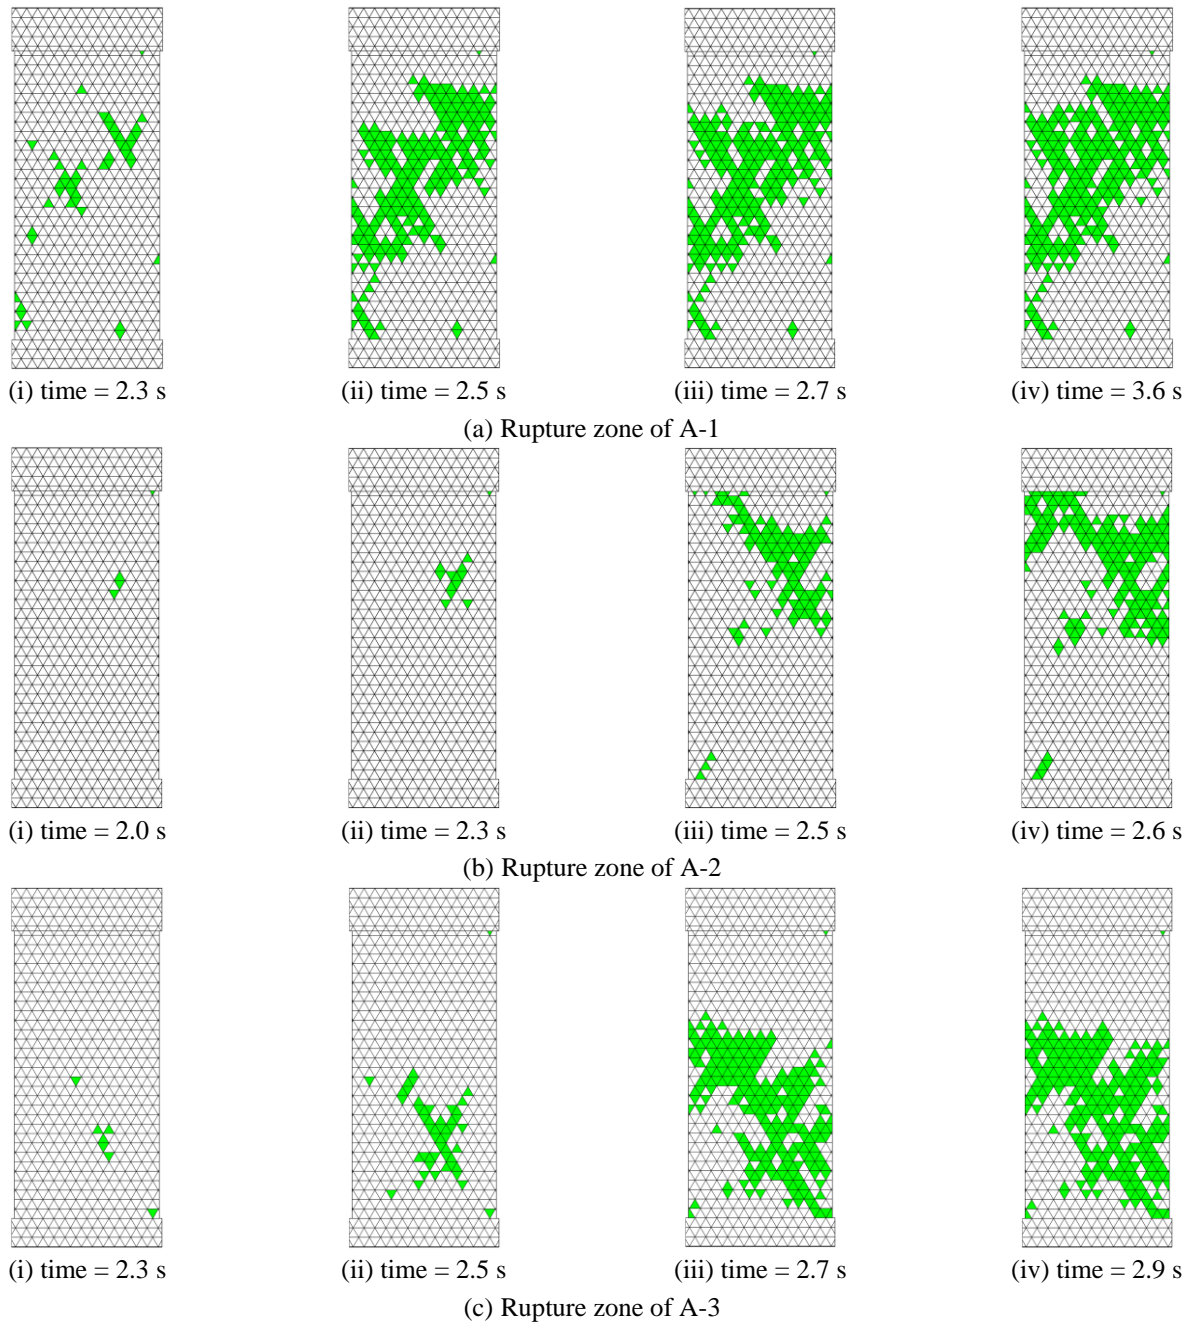 (i) time = 2.3 s (ii) time = 2.5 s (iii) time = 2.7 s (iv) time = 3.6 s
(a) Rupture zone of A-1
(i) time = 2.0 s (ii) time = 2.3 s (iii) time = 2.5 s (iv) time = 2.6 s
(b) Rupture zone of A-2
(i) time = 2.3 s (ii) time = 2.5 s (iii) time = 2.7 s (iv) time = 2.9 s
(c) Rupture zone of A-3